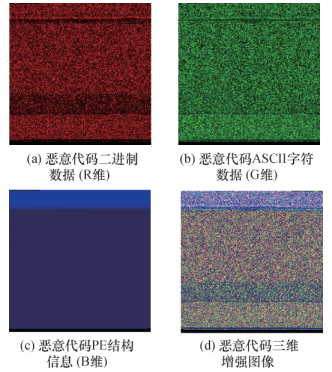 (a) 恶意代码二进制
数据 (R维)
(b) 恶意代码ASCII字符
数据 (G维)
(c) 恶意代码PE结构
信息 (B维)
(d) 恶意代码三维
增强图像